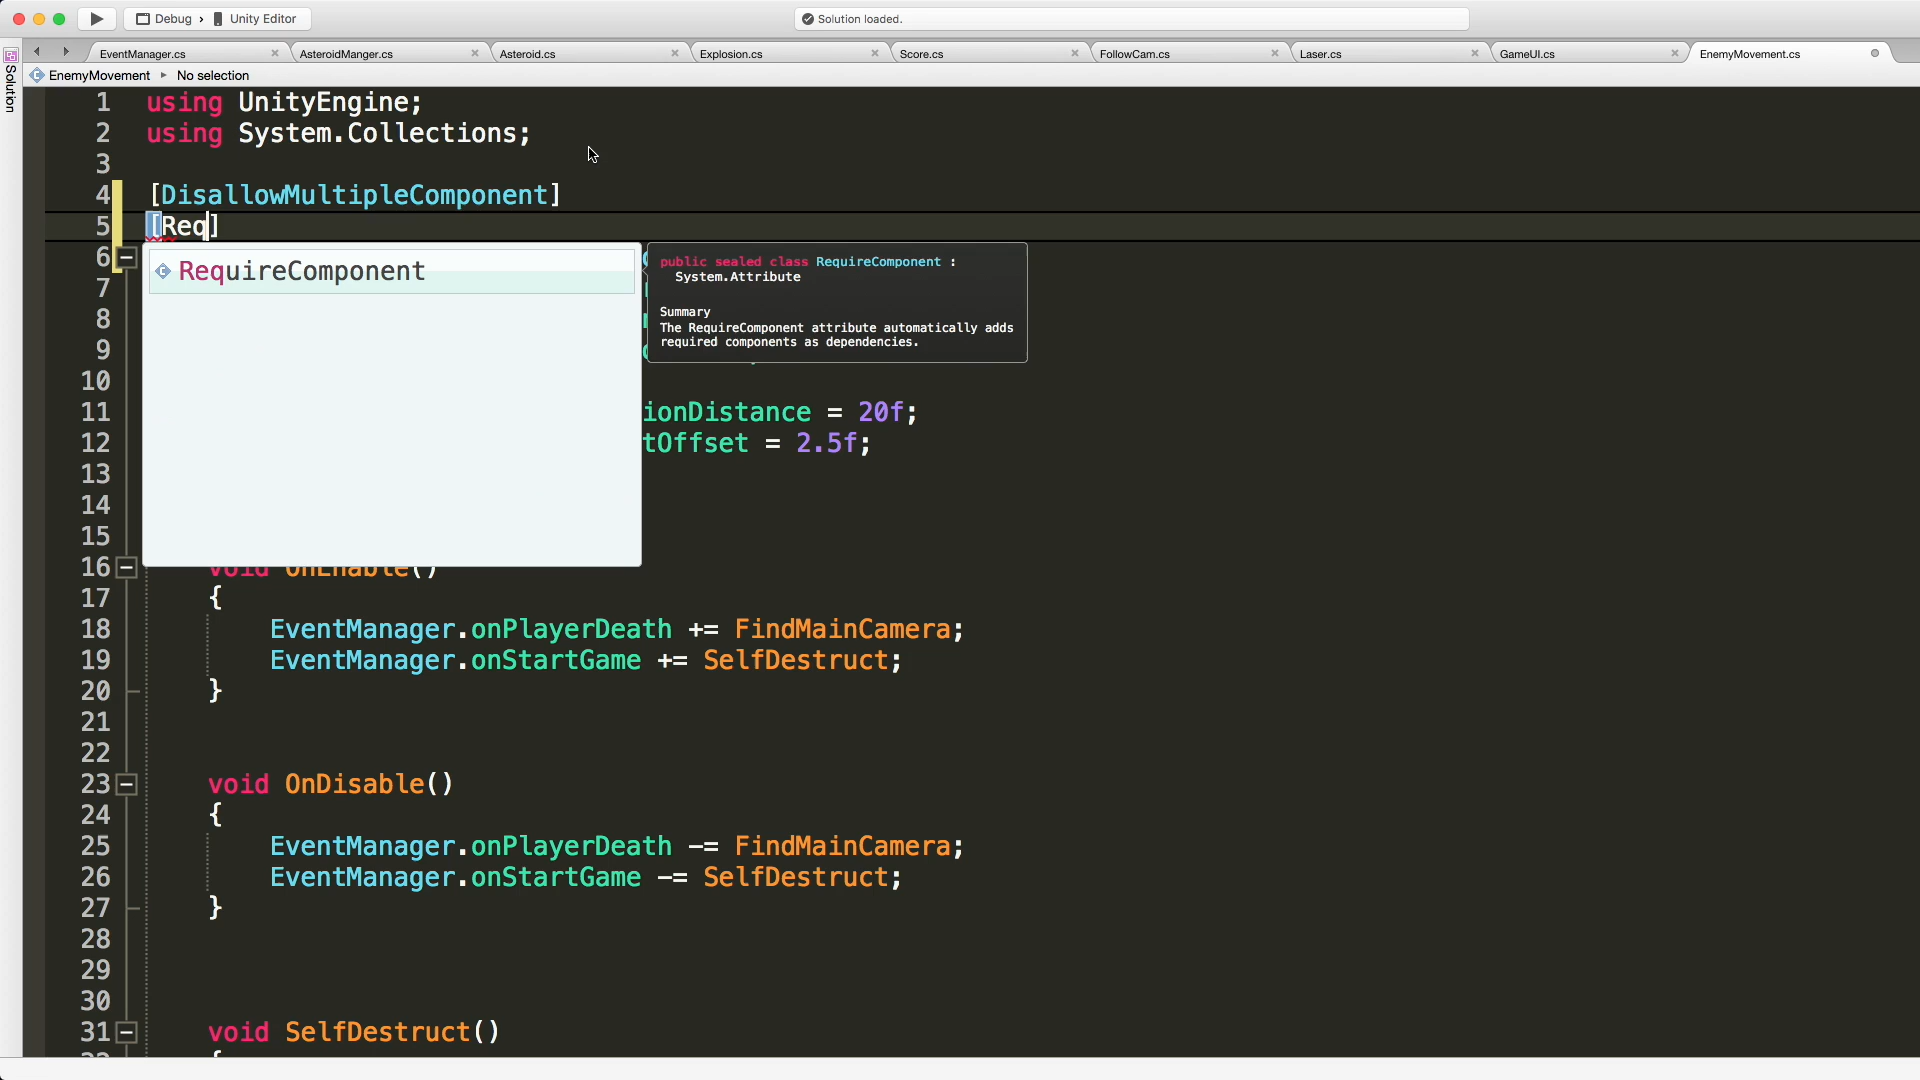 Debug › Unity Editor
Solution loaded.
EventManager.cs
AsteroidManger.cs
Asteroid.cs
Explosion.cs
Score.cs
FollowCam.cs
Laser.cs
GameUI.cs
EnemyMovement.cs
Solution
EnemyMovement ▸ No selection
1 using UnityEngine;
2 using System.Collections;
3
4 [DisallowMultipleComponent]
5 [Req]
6
RequireComponent
public sealed class RequireComponent :
System.Attribute
Summary
The RequireComponent attribute automatically adds
required components as dependencies.
7
8
9
10
11 ionDistance = 20f;
12 tOffset = 2.5f;
13
14
15
16 void OnEnable()
17 {
18 EventManager.onPlayerDeath += FindMainCamera;
19 EventManager.onStartGame += SelfDestruct;
20 }
21
22
23 void OnDisable()
24 {
25 EventManager.onPlayerDeath -= FindMainCamera;
26 EventManager.onStartGame -= SelfDestruct;
27 }
28
29
30
31 void SelfDestruct()